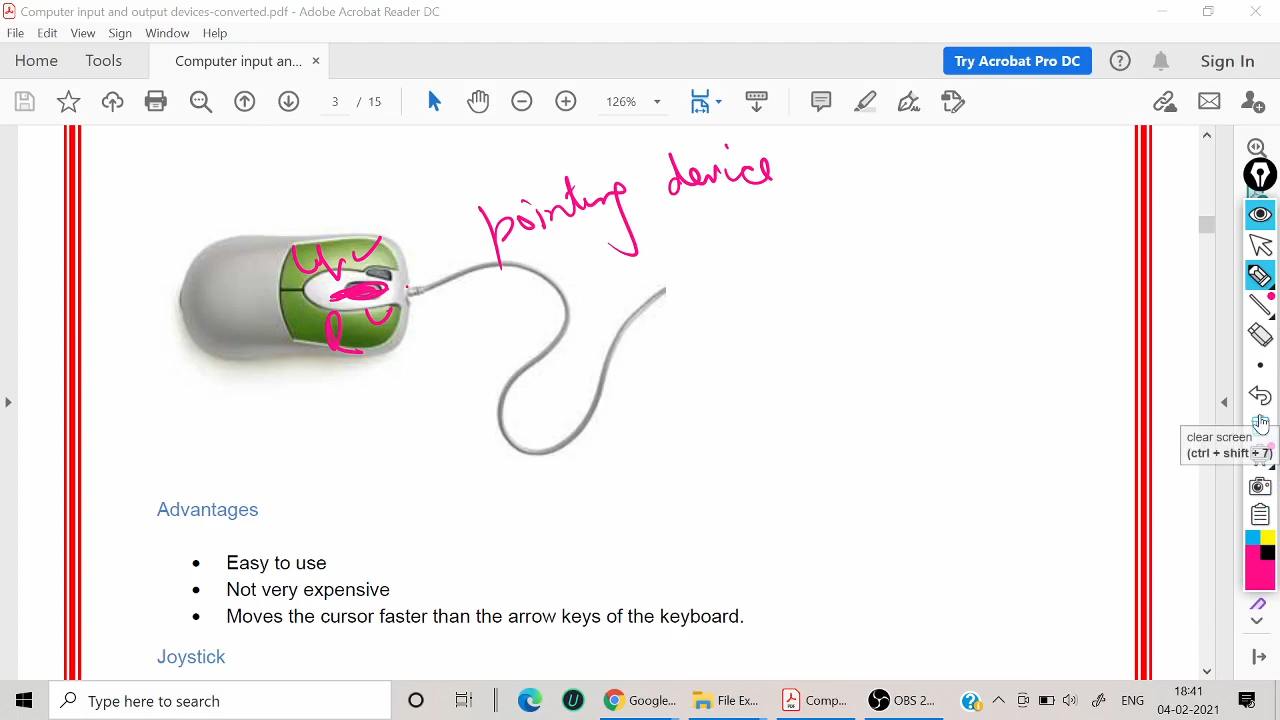 Computer input and output devices-converted.pdf - Adobe Acrobat Reader DC
File Edit View Sign Window Help
Home Tools Computer input an... × Try Acrobat Pro DC Sign In
3 / 15 126%
pointing device
R
Advantages
• Easy to use
• Not very expensive
• Moves the cursor faster than the arrow keys of the keyboard.
Joystick
clear screen
(ctrl + shift + 7)
Type here to search Google... File Ex... Comp... OBS 2... ENG 18:41
04-02-2021